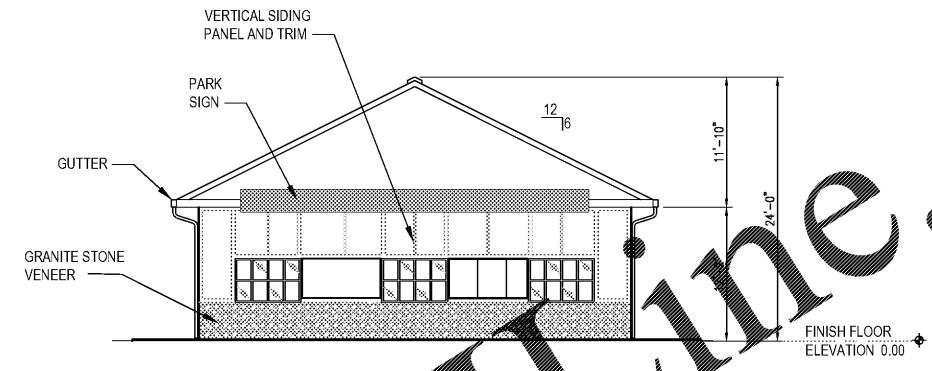 VERTICAL SIDING
PANEL AND TRIM
PARK
SIGN
12
6
11'-10"
GUTTER
24'-0"
GRANITE STONE
VENEER
Line.
FINISH FLOOR
ELEVATION 0.00